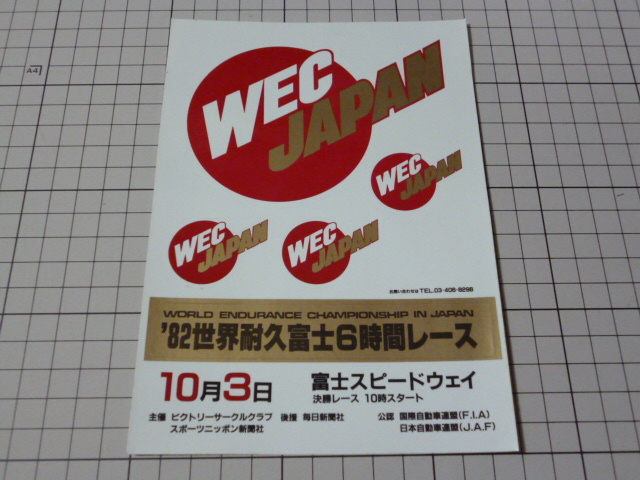 WEC
JAPAN
WEC
JAPAN
WEC
JAPAN
WEC
JAPAN
お問い合わせは TEL.03-408-8298
WORLD ENDURANCE CHAMPIONSHIP IN JAPAN
'82世界耐久富士6時間レース
10月3日 富士スピードウェイ
決勝レース 10時スタート
主催 ビクトリーサークルクラブ 後援 毎日新聞社 公認 国際自動車連盟(F.I.A)
スポーツニッポン新聞社 日本自動車連盟(J.A.F)
A4